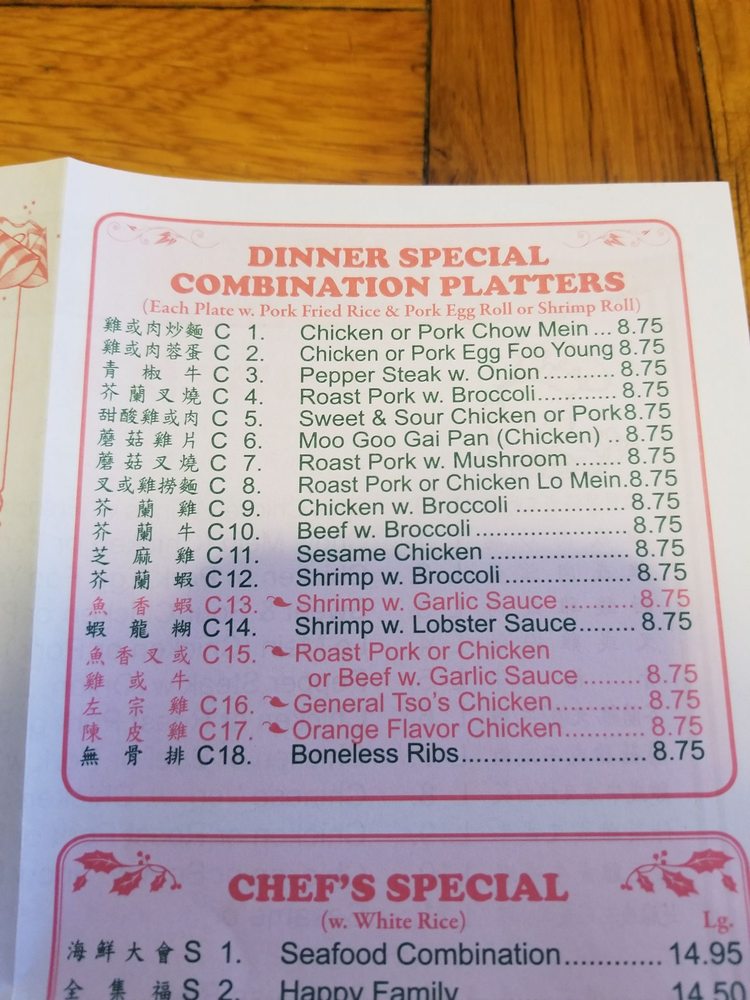 DINNER SPECIAL
COMBINATION PLATTERS
(Each Plate w. Pork Fried Rice & Pork Egg Roll or Shrimp Roll)
雞或肉炒麵 C 1. Chicken or Pork Chow Mein ... 8.75
雞或肉蓉蛋 C 2. Chicken or Pork Egg Foo Young 8.75
青椒牛 C 3. Pepper Steak w. Onion............ 8.75
芥蘭叉燒 C 4. Roast Pork w. Broccoli............. 8.75
甜酸雞或肉 C 5. Sweet & Sour Chicken or Pork8.75
蘑菇雞片 C 6. Moo Goo Gai Pan (Chicken) .. 8.75
蘑菇叉燒 C 7. Roast Pork w. Mushroom ....... 8.75
叉或雞撈麵 C 8. Roast Pork or Chicken Lo Mein.8.75
芥蘭雞 C 9. Chicken w. Broccoli ................ 8.75
芥蘭牛 C10. Beef w. Broccoli...................... 8.75
芝麻雞 C11. Sesame Chicken .................... 8.75
芥蘭蝦 C12. Shrimp w. Broccoli.................. 8.75
魚香蝦 C13. Shrimp w. Garlic Sauce .......... 8.75
蝦龍糊 C14. Shrimp w. Lobster Sauce........ 8.75
魚香叉或 C15. Roast Pork or Chicken
雞或牛 or Beef w. Garlic Sauce ........ 8.75
左宗雞 C16. General Tso's Chicken............ 8.75
陳皮雞 C17. Orange Flavor Chicken........... 8.75
無骨排 C18. Boneless Ribs.......................... 8.75
CHEF'S SPECIAL
(w. White Rice) Lg.
海鮮大會 S 1. Seafood Combination............ 14.95
全集福 S 2. Happy Family 14.50